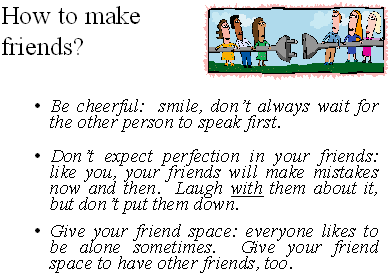 How to make
friends?
• Be cheerful: smile, don't always wait for
the other person to speak first.
• Don't expect perfection in your friends:
like you, your friends will make mistakes
now and then. Laugh with them about it,
but don't put them down.
• Give your friend space: everyone likes to
be alone sometimes. Give your friend
space to have other friends, too.